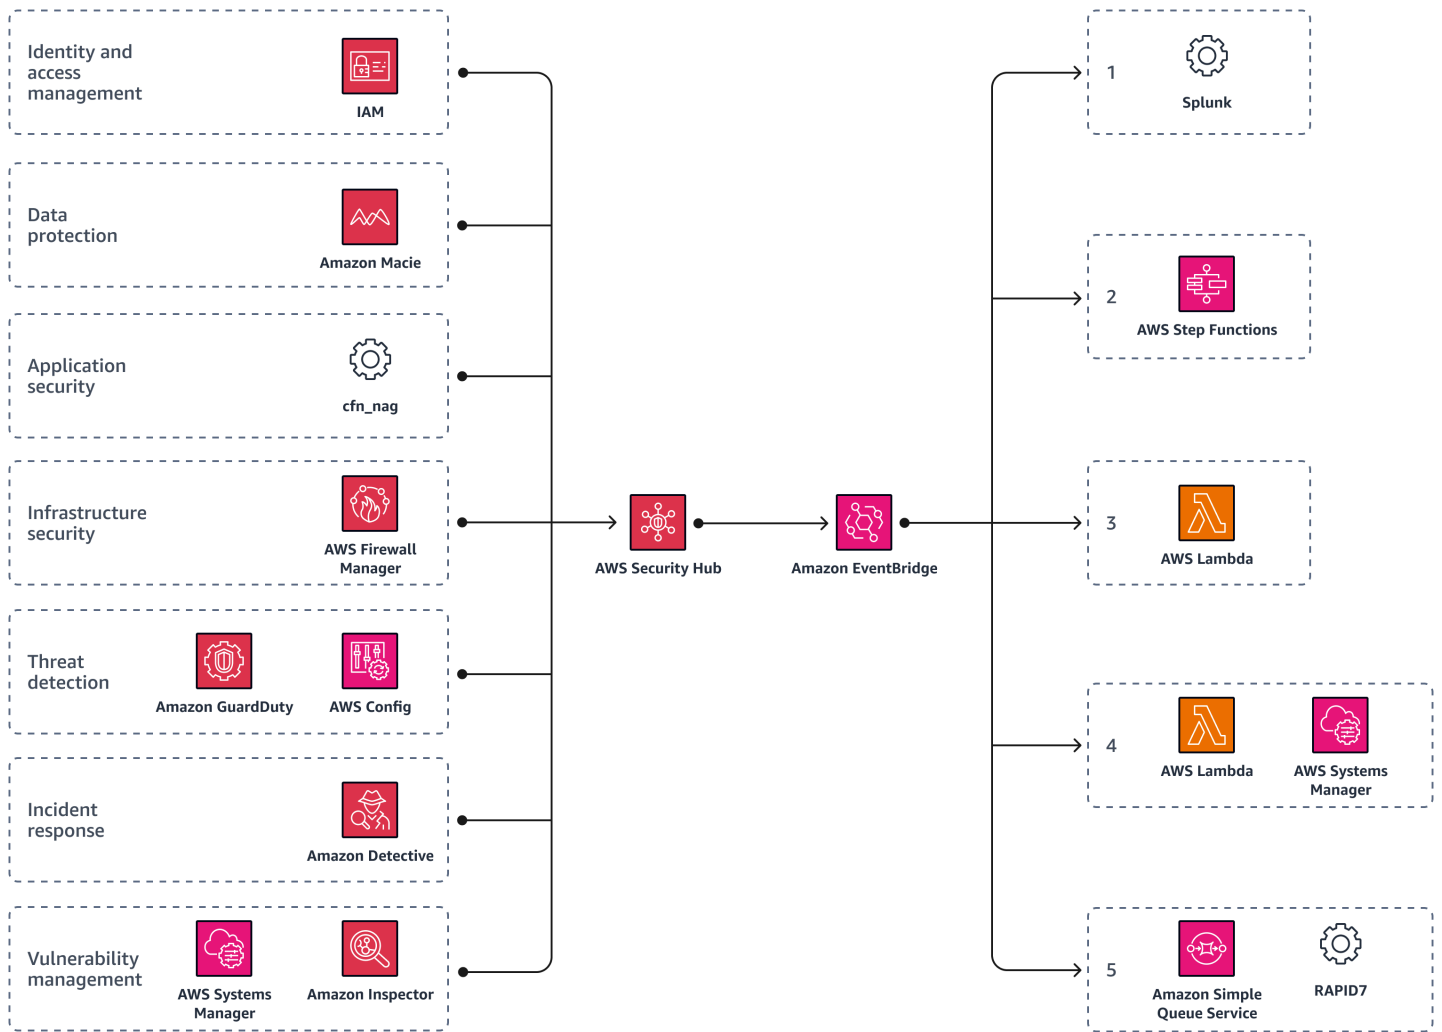 Identity and
access
management
IAM
Data
protection
Amazon Macie
Application
security
cfn_nag
Infrastructure
security
AWS Firewall
Manager
Threat
detection
Amazon GuardDuty
AWS Config
Incident
response
Amazon Detective
Vulnerability
management
AWS Systems
Manager
Amazon Inspector
AWS Security Hub
Amazon EventBridge
1
Splunk
2
AWS Step Functions
3
AWS Lambda
4
AWS Lambda
AWS Systems
Manager
5
Amazon Simple
Queue Service
RAPID7